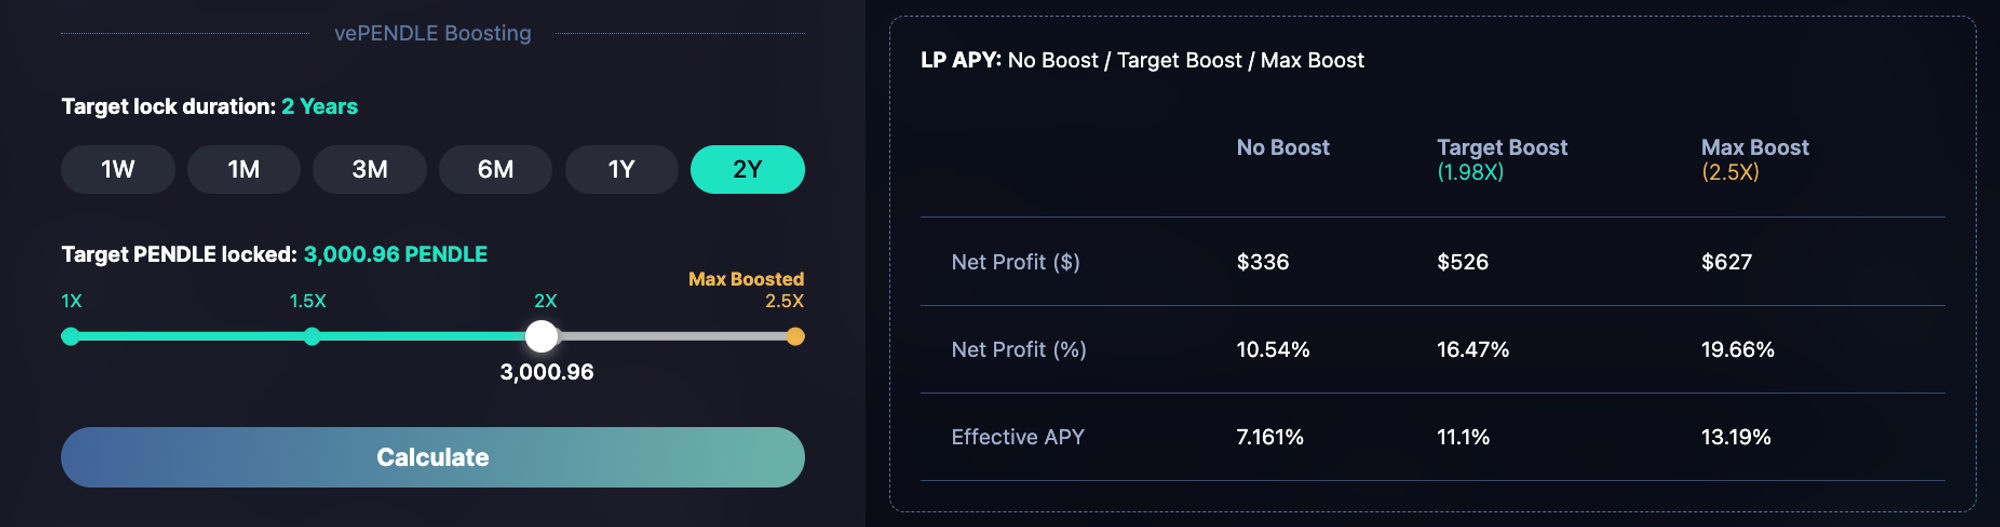 vePENDLE Boosting
Target lock duration: 2 Years
1W 1M 3M 6M 1Y 2Y
Target PENDLE locked: 3,000.96 PENDLE
Max Boosted
1X 1.5X 2X 2.5X
3,000.96
Calculate
LP APY: No Boost / Target Boost / Max Boost
No Boost Target Boost Max Boost
(1.98X) (2.5X)
Net Profit ($) $336 $526 $627
Net Profit (%) 10.54% 16.47% 19.66%
Effective APY 7.161% 11.1% 13.19%